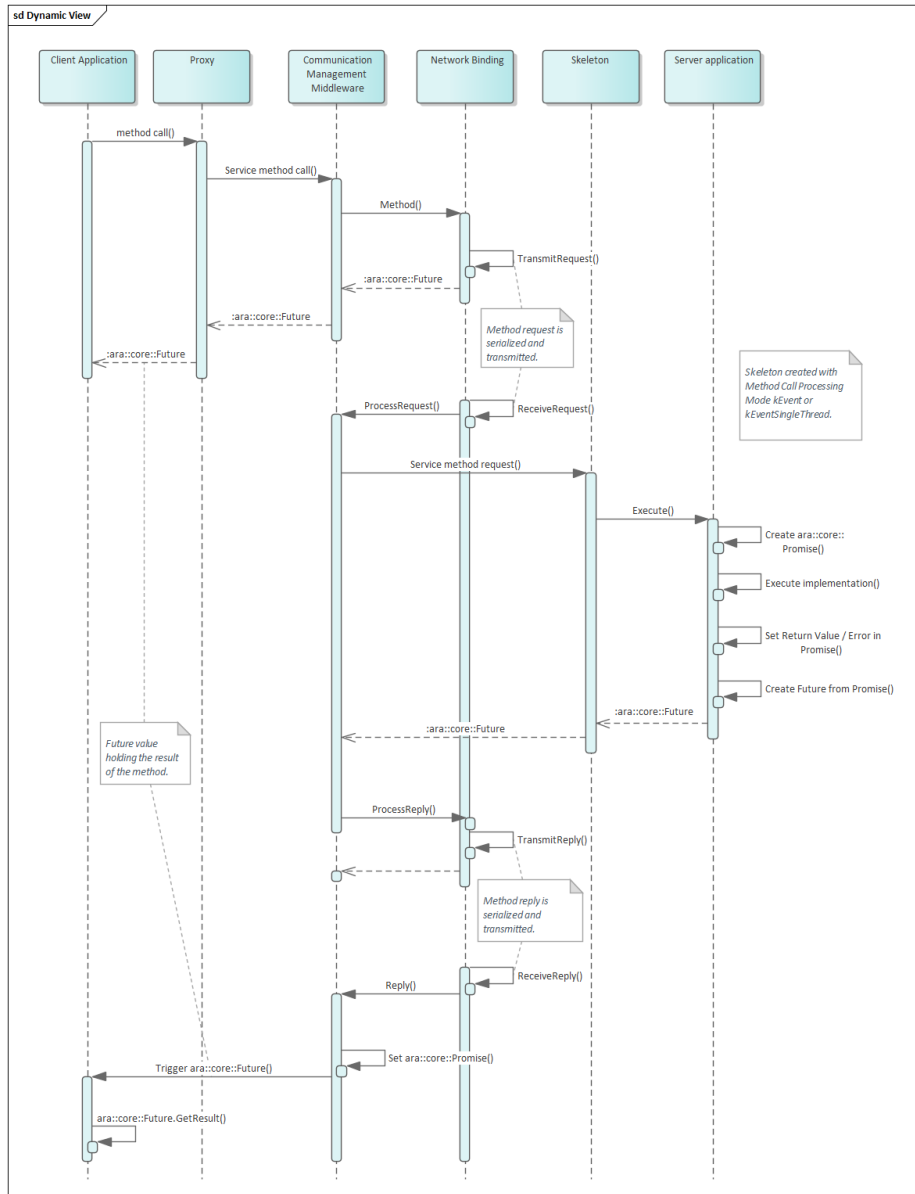 sd Dynamic View
Client Application
Proxy
Communication
Management
Middleware
Network Binding
Skeleton
Server application
method call()
Service method call()
Method()
TransmitRequest()
:ara::core::Future
:ara::core::Future
Method request is
serialized and
transmitted.
:ara::core::Future
Skeleton created with
Method Call Processing
Mode kEvent or
kEventSingleThread.
ProcessRequest()
ReceiveRequest()
Service method request()
Execute()
Create ara::core::
Promise()
Execute implementation()
Set Return Value / Error in
Promise()
Create Future from Promise()
:ara::core::Future
:ara::core::Future
Future value
holding the result
of the method.
ProcessReply()
TransmitReply()
Method reply is
serialized and
transmitted.
ReceiveReply()
Reply()
Set ara::core::Promise()
Trigger ara::core::Future()
ara::core::Future.GetResult()